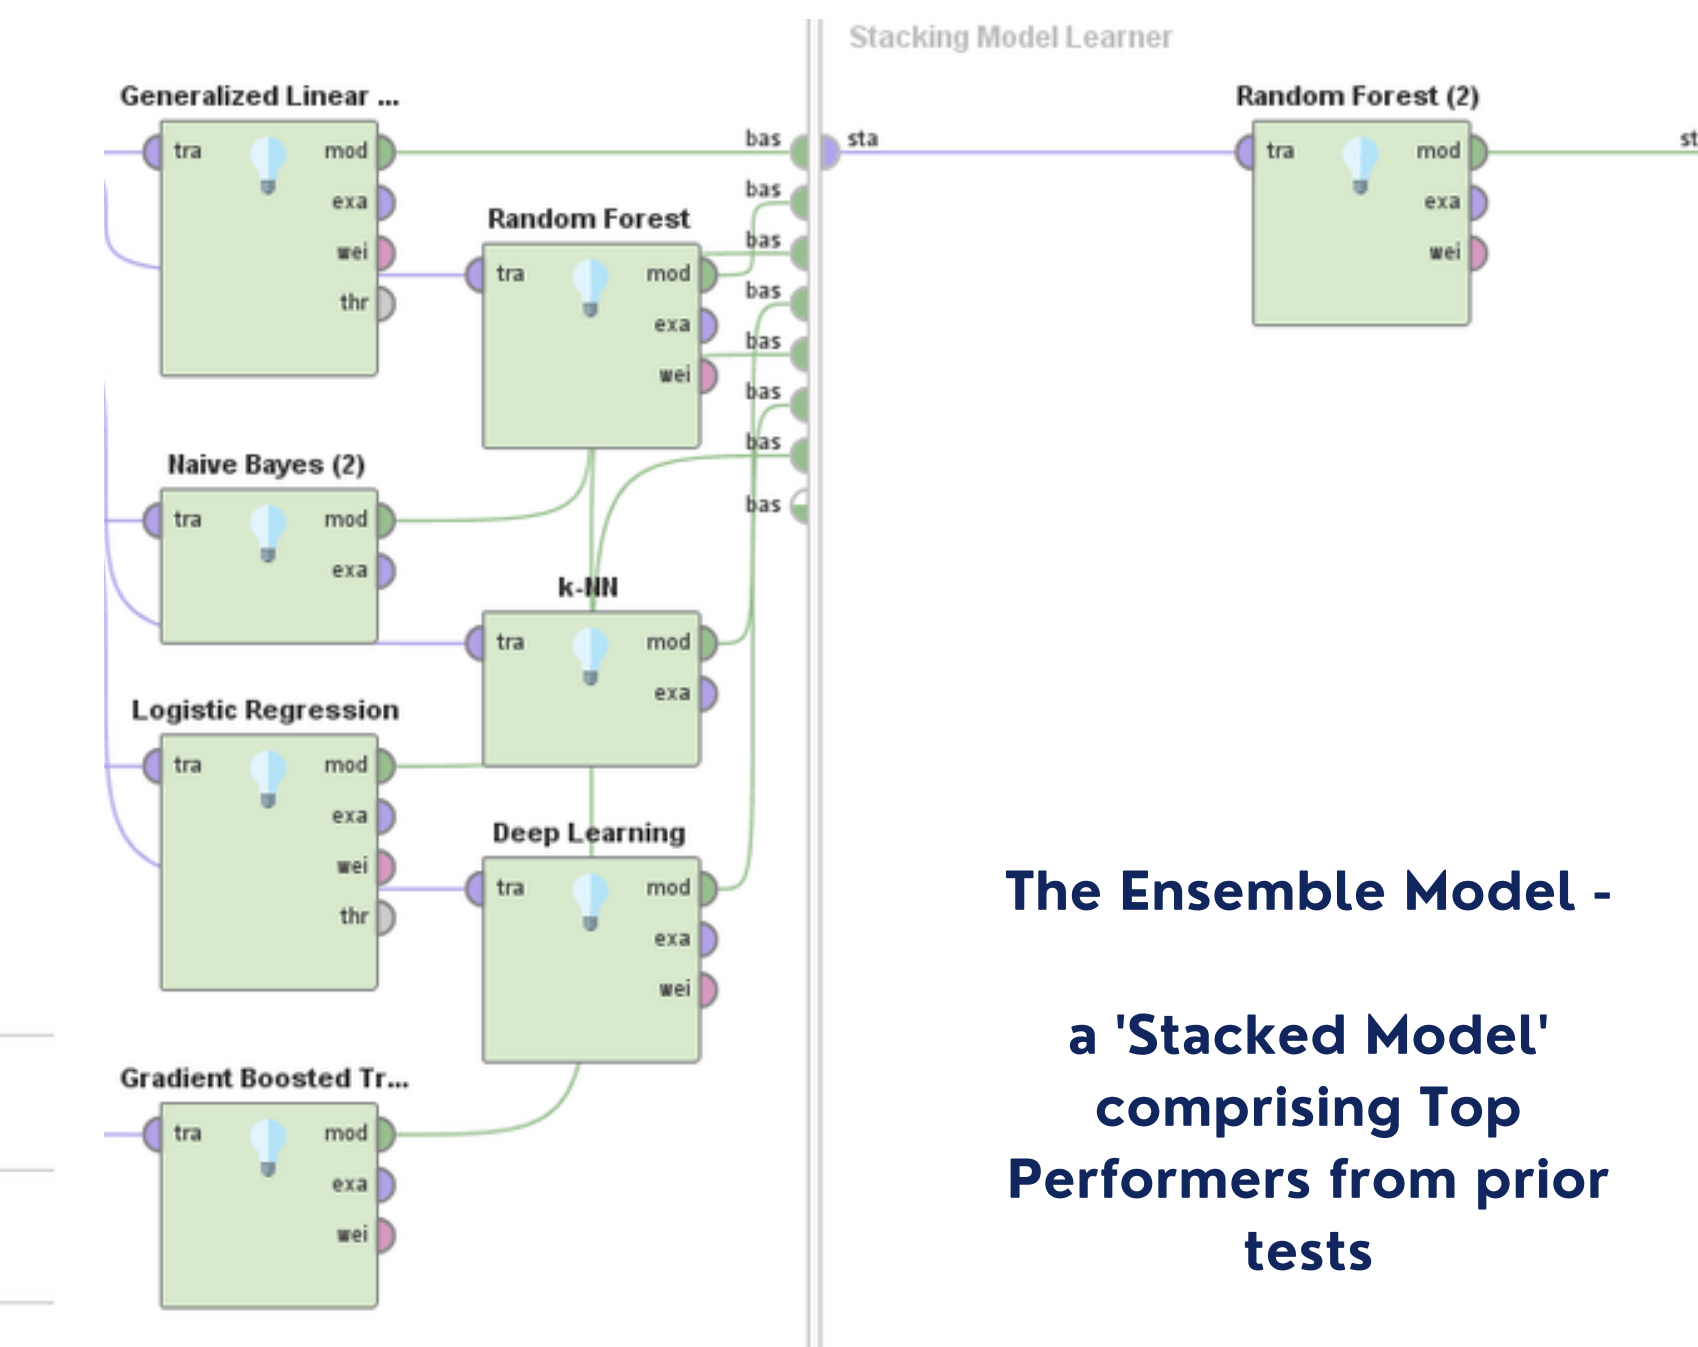 Stacking Model Learner
Generalized Linear ...
tra
mod
exa
wei
thr
Random Forest
tra
mod
exa
wei
Naive Bayes (2)
tra
mod
exa
k-NN
tra
mod
exa
Logistic Regression
tra
mod
exa
wei
thr
Deep Learning
tra
mod
exa
wei
Gradient Boosted Tr...
tra
mod
exa
wei
bas
bas
bas
bas
bas
bas
bas
bas
sta
Random Forest (2)
tra
mod
exa
wei
st
The Ensemble Model -
a 'Stacked Model'
comprising Top
Performers from prior
tests